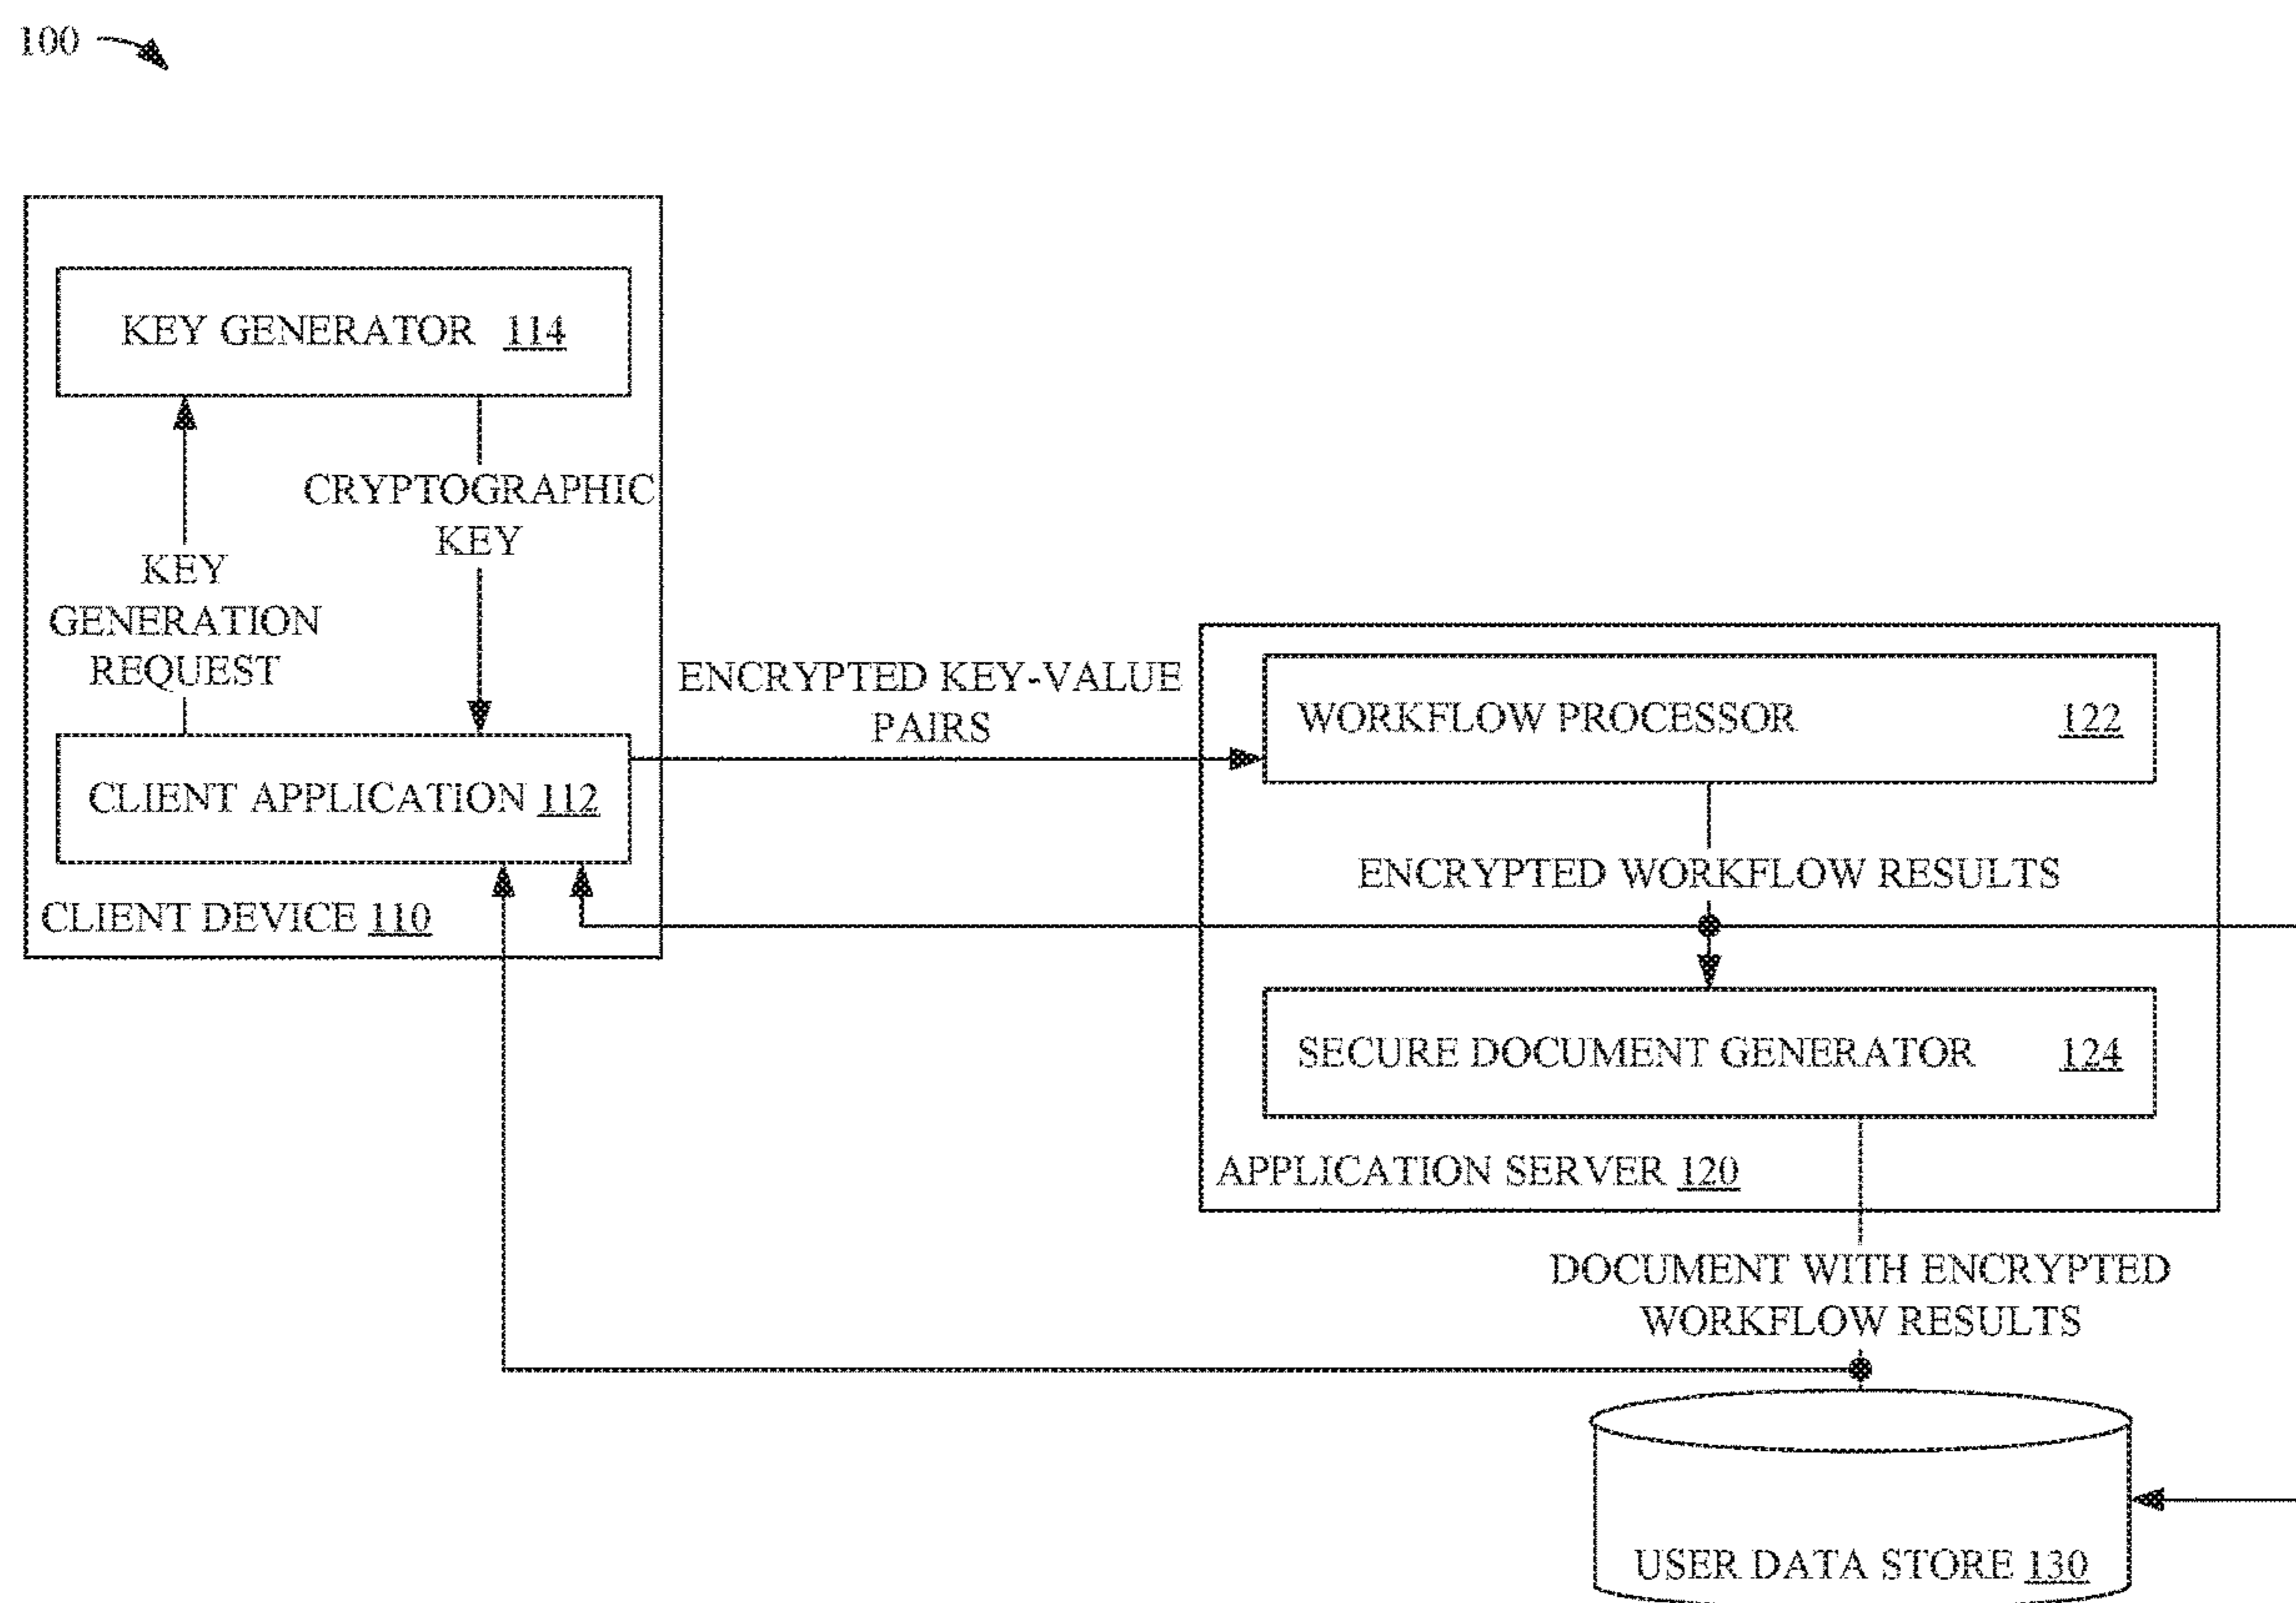 100
KEY GENERATOR 114
CRYPTOGRAPHIC
KEY
KEY
GENERATION
REQUEST
CLIENT APPLICATION 112
CLIENT DEVICE 110
ENCRYPTED KEY-VALUE
PAIRS
WORKFLOW PROCESSOR 122
ENCRYPTED WORKFLOW RESULTS
SECURE DOCUMENT GENERATOR 124
APPLICATION SERVER 120
DOCUMENT WITH ENCRYPTED
WORKFLOW RESULTS
USER DATA STORE 130